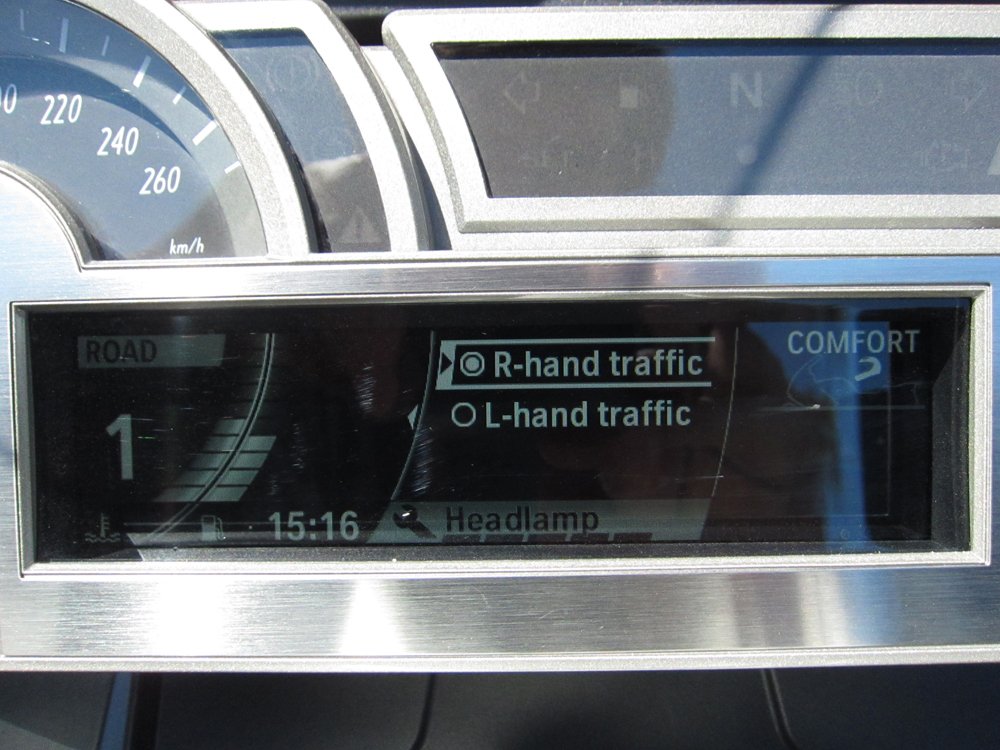 220
240
260
km/h
N
ROAD
COMFORT
R-hand traffic
1
L-hand traffic
15:16
Headlamp